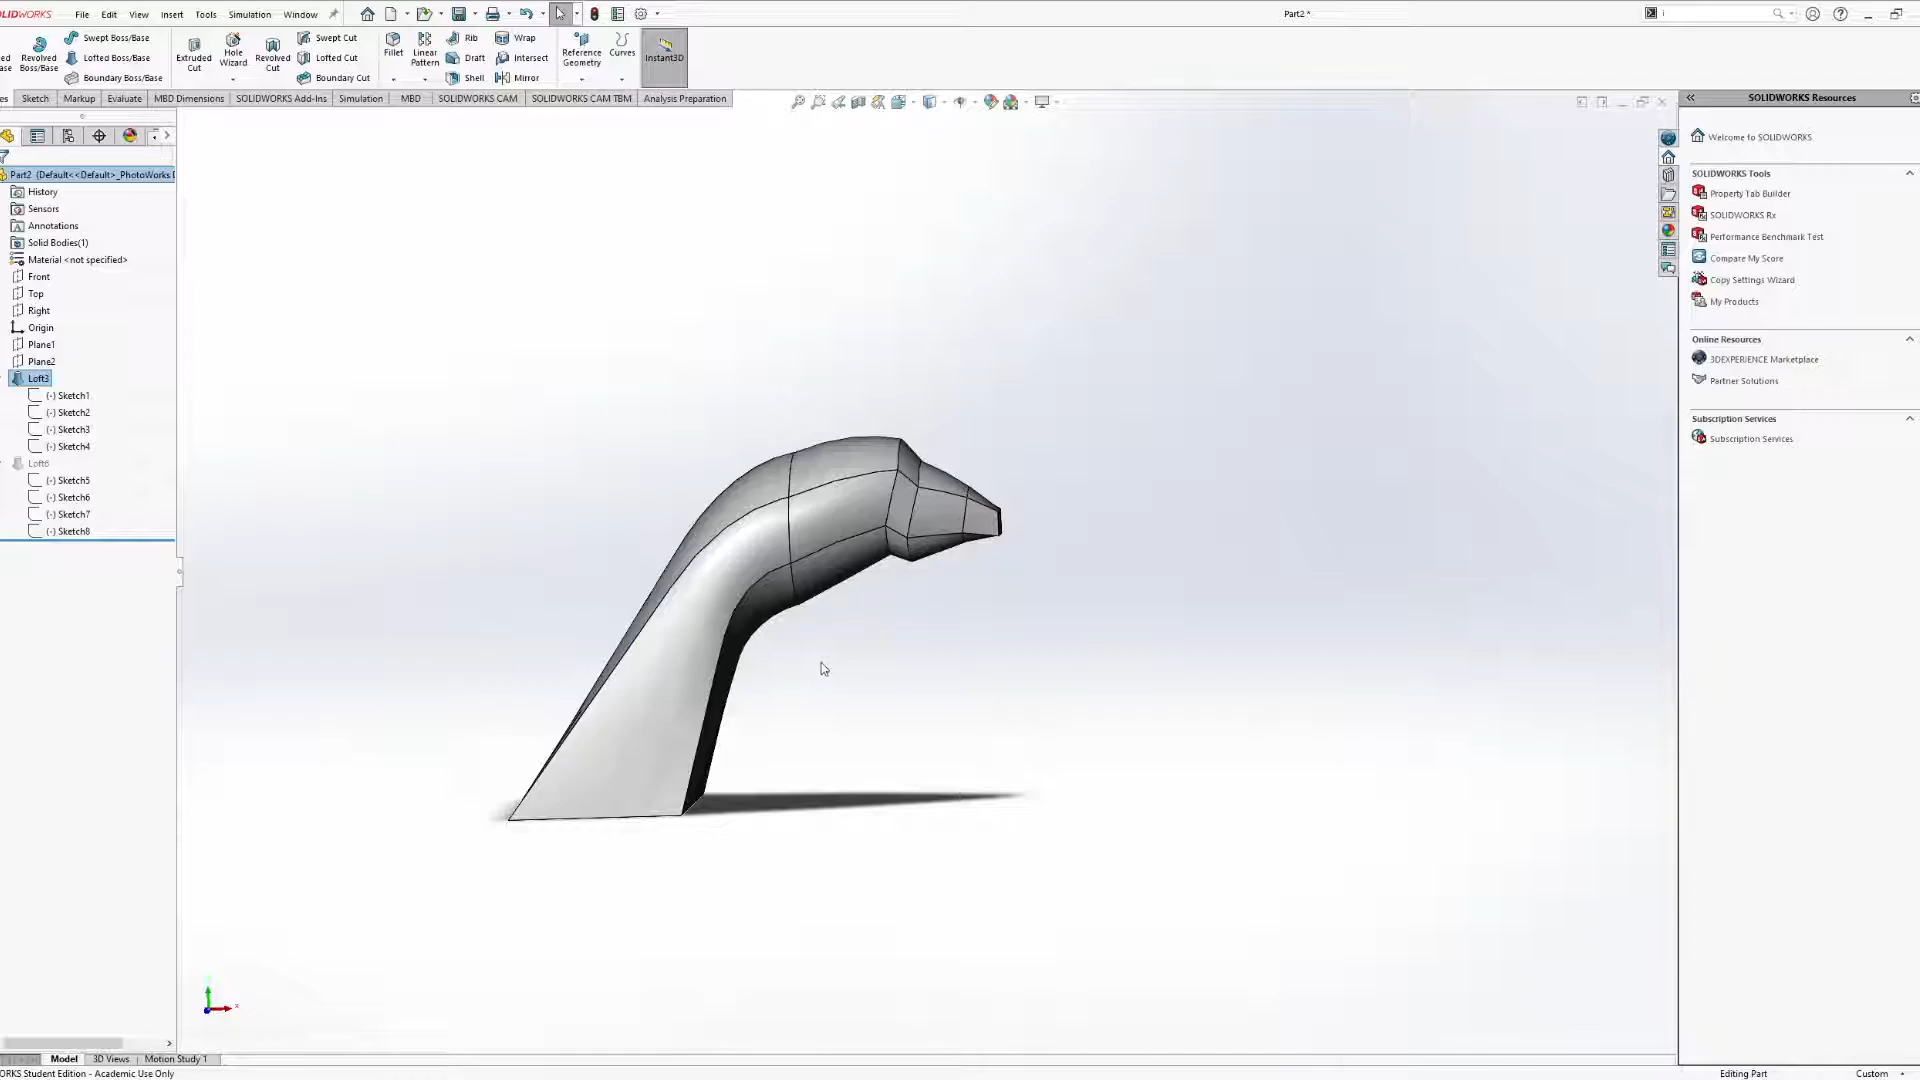 OLIDWORKS File Edit View Insert Tools Simulation Window Part2 *
Swept Boss/Base
Lofted Boss/Base
Boundary Boss/Base
Revolved
Boss/Base
Extruded
Cut
Hole
Wizard
Revolved
Cut
Swept Cut
Lofted Cut
Boundary Cut
Fillet
Linear
Pattern
Rib
Draft
Shell
Wrap
Intersect
Mirror
Reference
Geometry
Curves
Instant3D
es Sketch Markup Evaluate MBD Dimensions SOLIDWORKS Add-Ins Simulation MBD SOLIDWORKS CAM SOLIDWORKS CAM TBM Analysis Preparation
Part2 (Default<<Default>_PhotoWorks
History
Sensors
Annotations
Solid Bodies(1)
Material <not specified>
Front
Top
Right
Origin
Plane1
Plane2
Loft3
(-) Sketch1
(-) Sketch2
(-) Sketch3
(-) Sketch4
Loft6
(-) Sketch5
(-) Sketch6
(-) Sketch7
(-) Sketch8
SOLIDWORKS Resources
Welcome to SOLIDWORKS
SOLIDWORKS Tools
Property Tab Builder
SOLIDWORKS Rx
Performance Benchmark Test
Compare My Score
Copy Settings Wizard
My Products
Online Resources
3DEXPERIENCE Marketplace
Partner Solutions
Subscription Services
Subscription Services
x
Model 3D Views Motion Study 1
ORKS Student Edition - Academic Use Only
Editing Part Custom